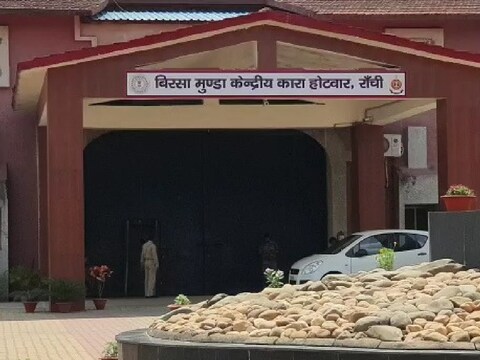 बिरसा मुण्डा केन्द्रीय कारा होटवार, राँची